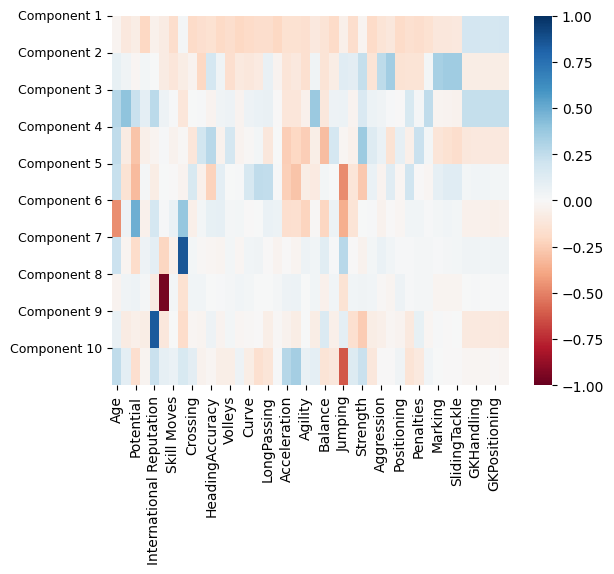 Component 1
Component 2
Component 3
Component 4
Component 5
Component 6
Component 7
Component 8
Component 9
Component 10
1.00
0.75
0.50
0.25
0.00
−0.25
−0.50
−0.75
−1.00
Age
Potential
International Reputation
Skill Moves
Crossing
HeadingAccuracy
Volleys
Curve
LongPassing
Acceleration
Agility
Balance
Jumping
Strength
Aggression
Positioning
Penalties
Marking
SlidingTackle
GKHandling
GKPositioning